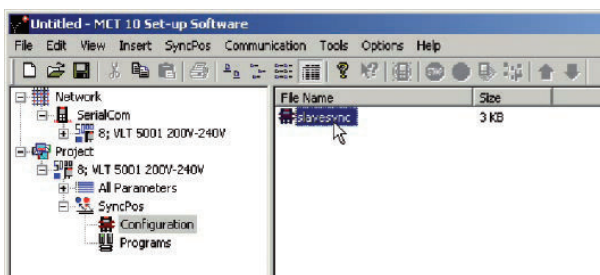 Untitled - MCT 10 Set-up Software
File Edit View Insert SyncPos Communication Tools Options Help
Network
SerialCom
8; VLT 5001 200V-240V
Project
8; VLT 5001 200V-240V
All Parameters
SyncPos
Configuration
Programs
File Name Size
slavesync 3 KB